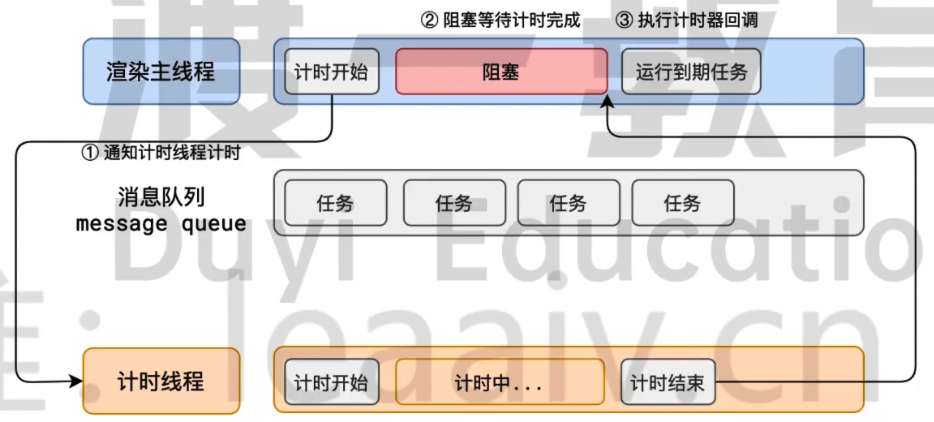 ② 阻塞等待计时完成
③ 执行计时器回调
渲染主线程
计时开始
阻塞
运行到期任务
① 通知计时线程计时
消息队列
message queue
任务
任务
任务
任务
计时线程
计时开始
计时中...
计时结束
渡一教育
Duyi Educatio